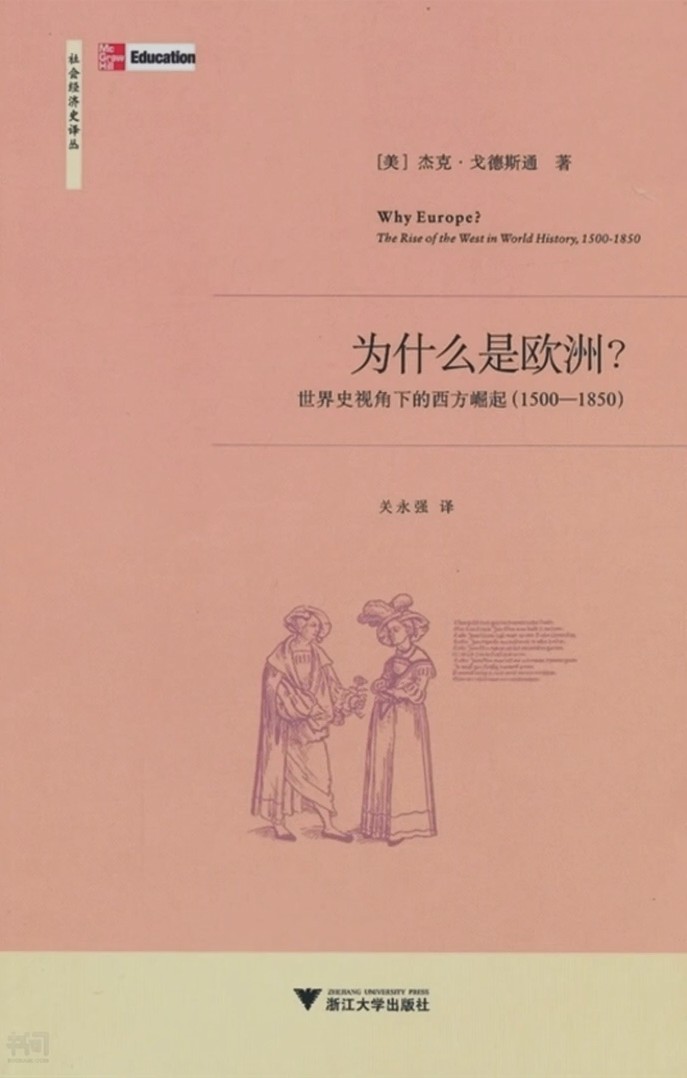 社会经济史译丛
Mc
Graw
Hill
Education
[美] 杰克·戈德斯通 著
Why Europe?
The Rise of the West in World History, 1500-1850
为什么是欧洲?
世界史视角下的西方崛起(1500—1850)
关永强 译
ZHEJIANG UNIVERSITY PRESS
浙江大学出版社
书问